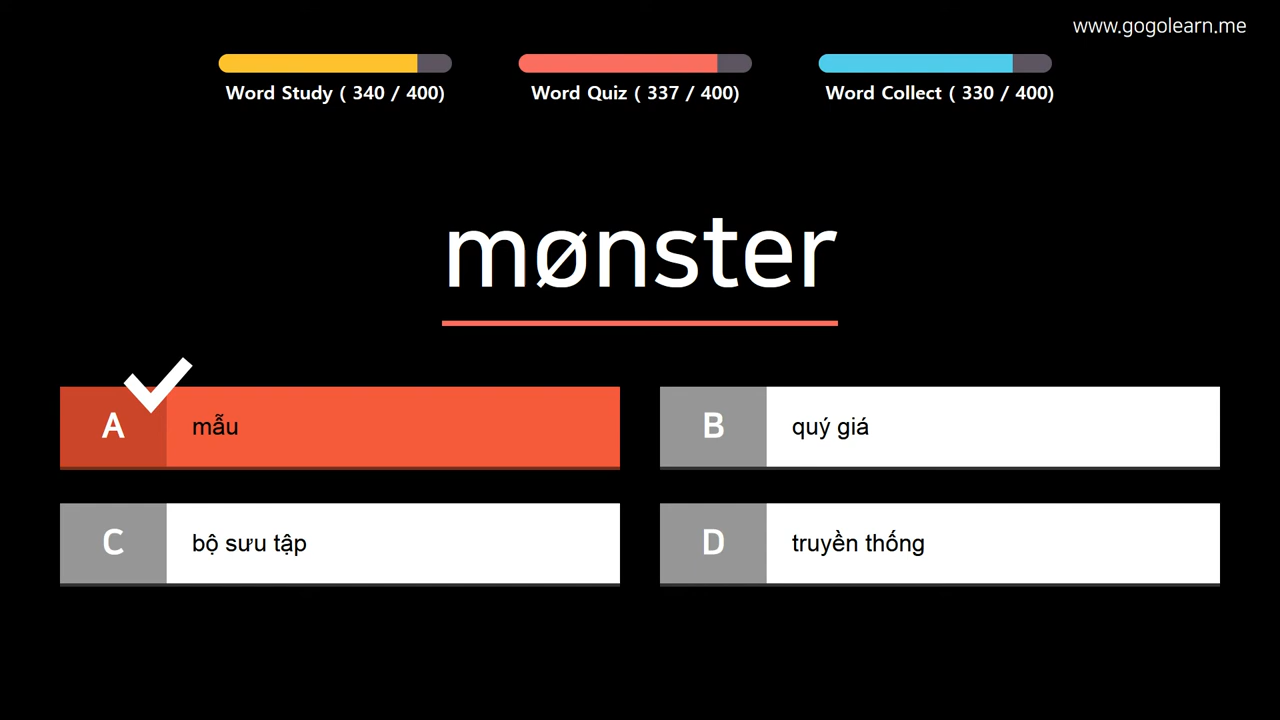 www.gogolearn.me
Word Study ( 340 / 400)
Word Quiz ( 337 / 400)
Word Collect ( 330 / 400)
mønster
A mẫu
B quý giá
C bộ sưu tập
D truyền thống